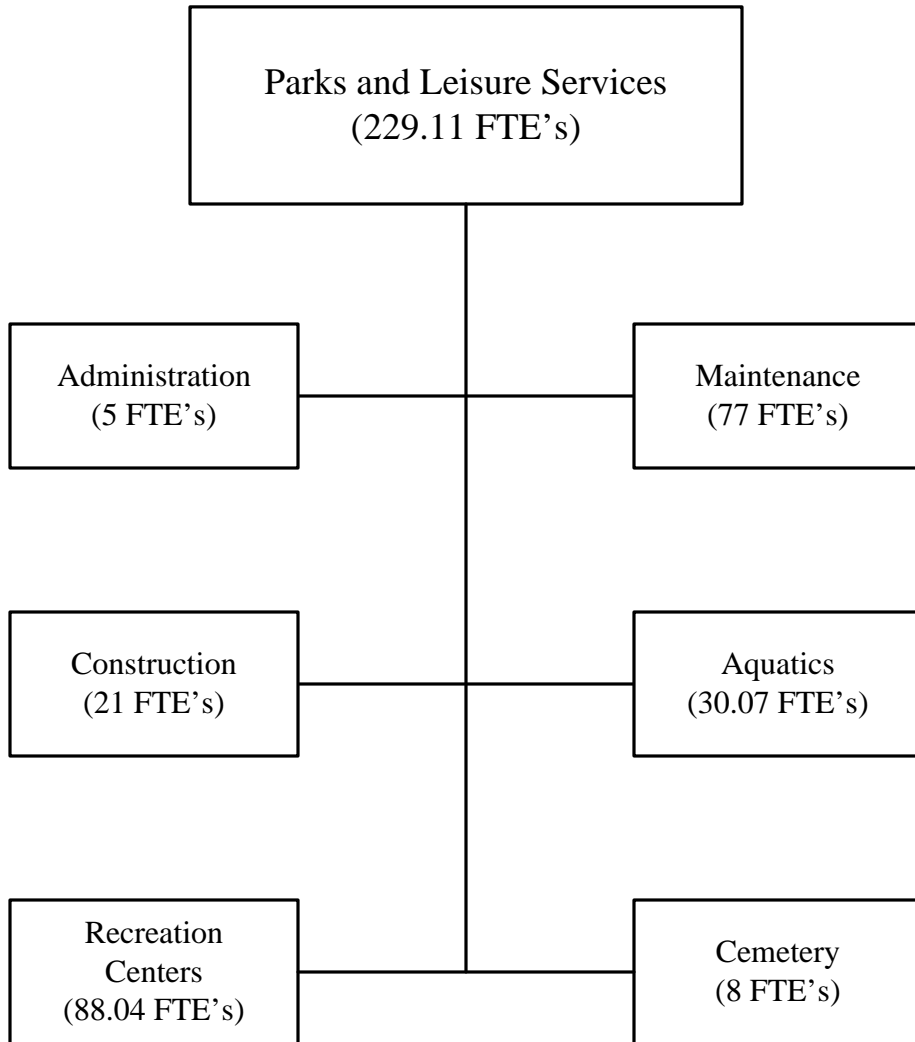 Parks and Leisure Services
(229.11 FTE’s)
Administration
(5 FTE’s)
Maintenance
(77 FTE’s)
Construction
(21 FTE’s)
Aquatics
(30.07 FTE’s)
Recreation
Centers
(88.04 FTE’s)
Cemetery
(8 FTE’s)